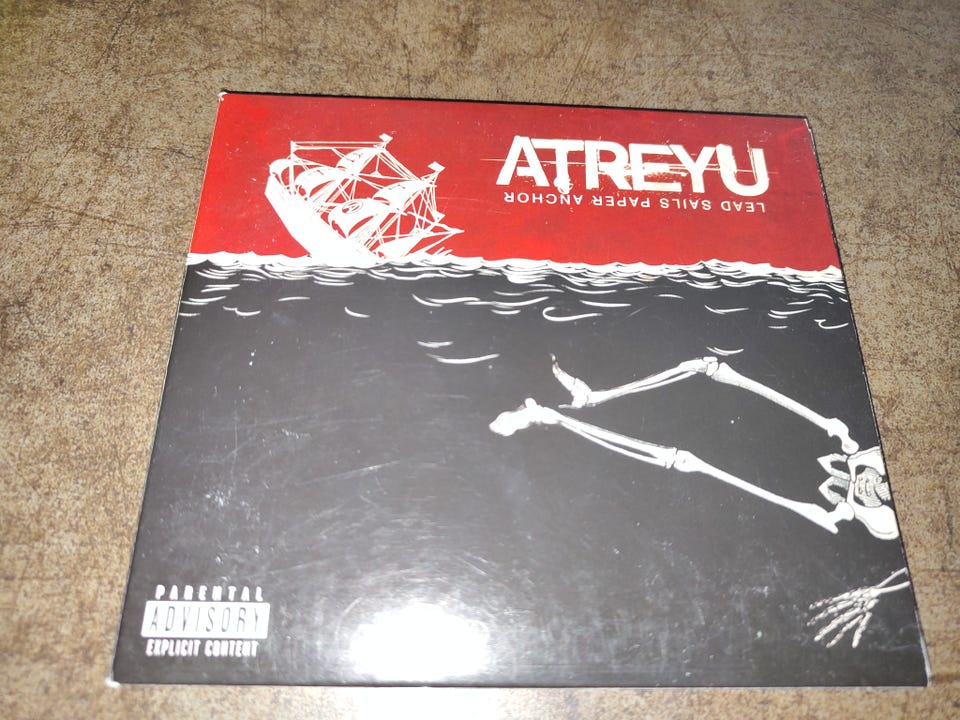 ATREYU
LEAD SAILS PAPER ANCHOR
PARENTAL
ADVISORY
EXPLICIT CONTENT